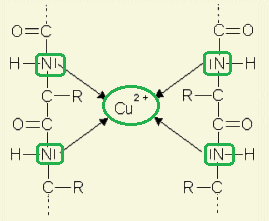 O=C C=O
H-N N-H
C-R R-C
Cu2+
O=C C=O
H-N N-H
C-R R-C